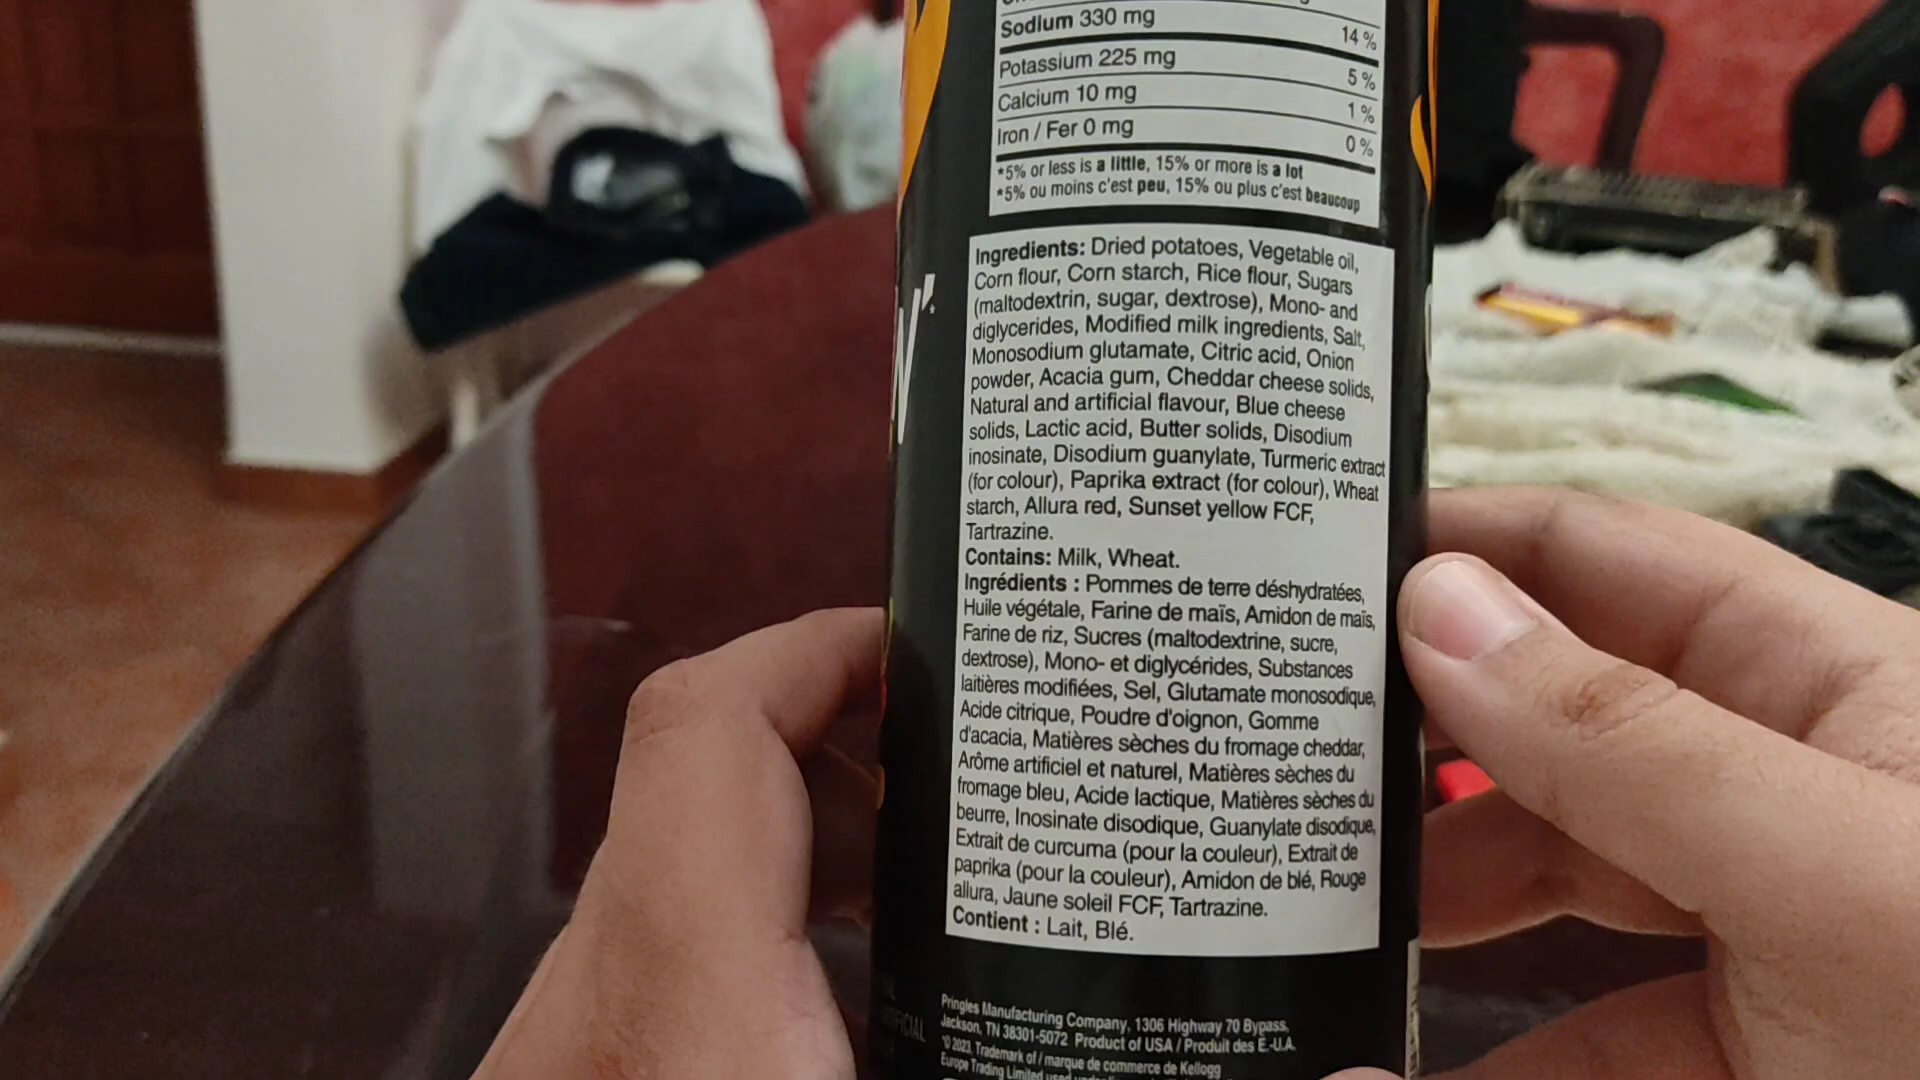 Sodium 330 mg 14 %
Potassium 225 mg 5 %
Calcium 10 mg 1 %
Iron / Fer 0 mg 0 %
*5% or less is a little, 15% or more is a lot
*5% ou moins c'est peu, 15% ou plus c'est beaucoup
Ingredients: Dried potatoes, Vegetable oil,
Corn flour, Corn starch, Rice flour, Sugars
(maltodextrin, sugar, dextrose), Mono- and
diglycerides, Modified milk ingredients, Salt,
Monosodium glutamate, Citric acid, Onion
powder, Acacia gum, Cheddar cheese solids,
Natural and artificial flavour, Blue cheese
solids, Lactic acid, Butter solids, Disodium
inosinate, Disodium guanylate, Turmeric extract
(for colour), Paprika extract (for colour), Wheat
starch, Allura red, Sunset yellow FCF,
Tartrazine.
Contains: Milk, Wheat.
Ingrédients : Pommes de terre déshydratées,
Huile végétale, Farine de maïs, Amidon de maïs,
Farine de riz, Sucres (maltodextrine, sucre,
dextrose), Mono- et diglycérides, Substances
laitières modifiées, Sel, Glutamate monosodique,
Acide citrique, Poudre d'oignon, Gomme
d'acacia, Matières sèches du fromage cheddar,
Arôme artificiel et naturel, Matières sèches du
fromage bleu, Acide lactique, Matières sèches du
beurre, Inosinate disodique, Guanylate disodique,
Extrait de curcuma (pour la couleur), Extrait de
paprika (pour la couleur), Amidon de blé, Rouge
allura, Jaune soleil FCF, Tartrazine.
Contient : Lait, Blé.
Pringles Manufacturing Company, 1306 Highway 70 Bypass,
Jackson, TN 38301-5072 Product of USA / Produit des É.-U.A.
© 2023, Trademark of / marque de commerce de Kellogg
Europe Trading Limited used